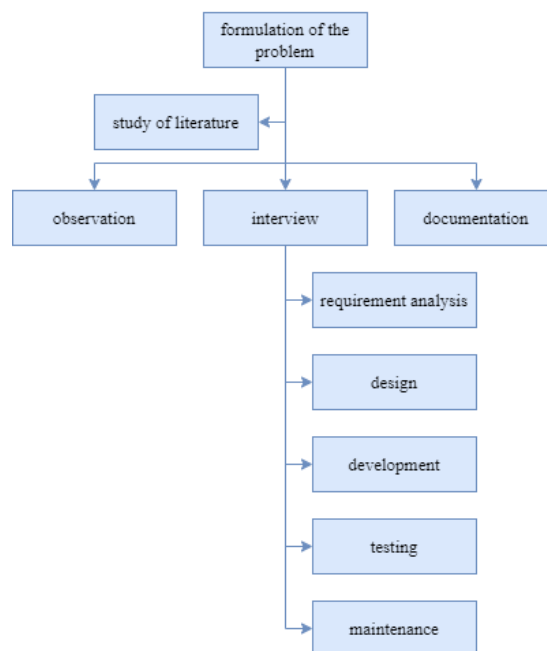 formulation of the
problem
study of literature
observation
interview
documentation
requirement analysis
design
development
testing
maintenance